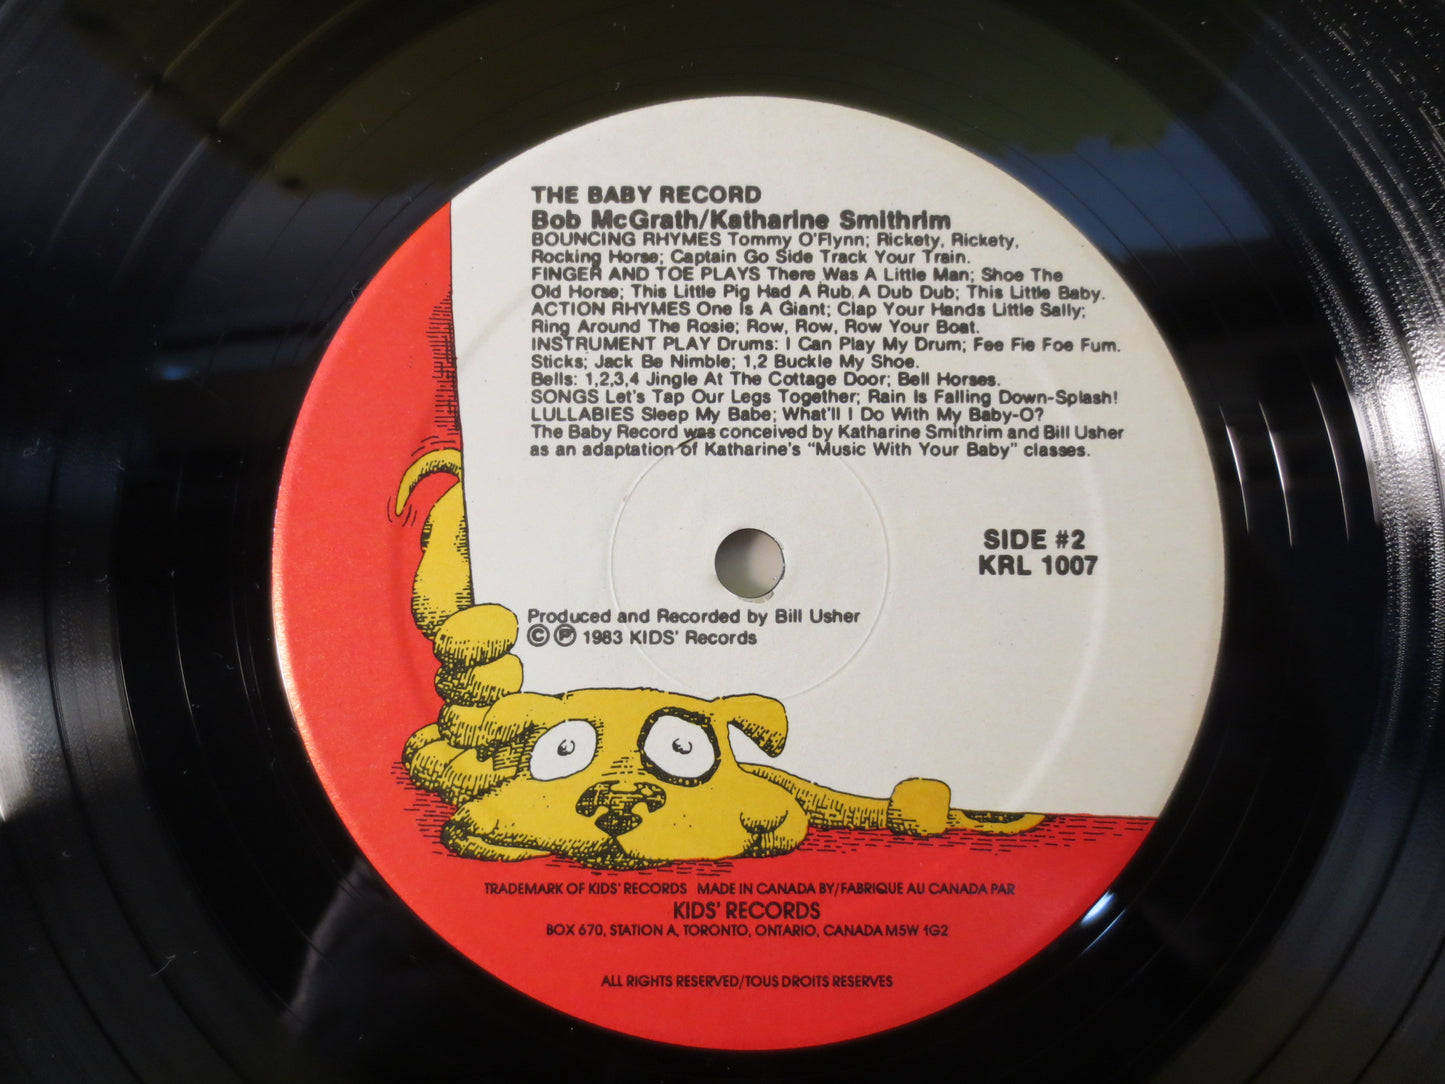 THE BABY RECORD
Bob McGrath/Katharine Smithrim
BOUNCING RHYMES Tommy O'Flynn; Rickety, Rickety,
Rocking Horse; Captain Go Side Track Your Train.
FINGER AND TOE PLAYS There Was A Little Man; Shoe The
Old Horse; This Little Pig Had A Rub A Dub Dub; This Little Baby.
ACTION RHYMES One Is A Giant; Clap Your Hands Little Sally;
Ring Around The Rosie; Row, Row, Row Your Boat.
INSTRUMENT PLAY Drums: I Can Play My Drum; Fee Fie Foe Fum.
Sticks; Jack Be Nimble; 1,2 Buckle My Shoe.
Bells: 1,2,3,4 Jingle At The Cottage Door; Bell Horses.
SONGS Let's Tap Our Legs Together; Rain Is Falling Down-Splash!
LULLABIES Sleep My Babe; What'll I Do With My Baby-O?
The Baby Record was conceived by Katharine Smithrim and Bill Usher
as an adaptation of Katharine's "Music With Your Baby" classes.
SIDE #2
KRL 1007
Produced and Recorded by Bill Usher
© ℗ 1983 KIDS' Records
TRADEMARK OF KIDS' RECORDS MADE IN CANADA BY/FABRIQUE AU CANADA PAR
KIDS' RECORDS
BOX 670, STATION A, TORONTO, ONTARIO, CANADA M5W 1G2
ALL RIGHTS RESERVED/TOUS DROITS RESERVES